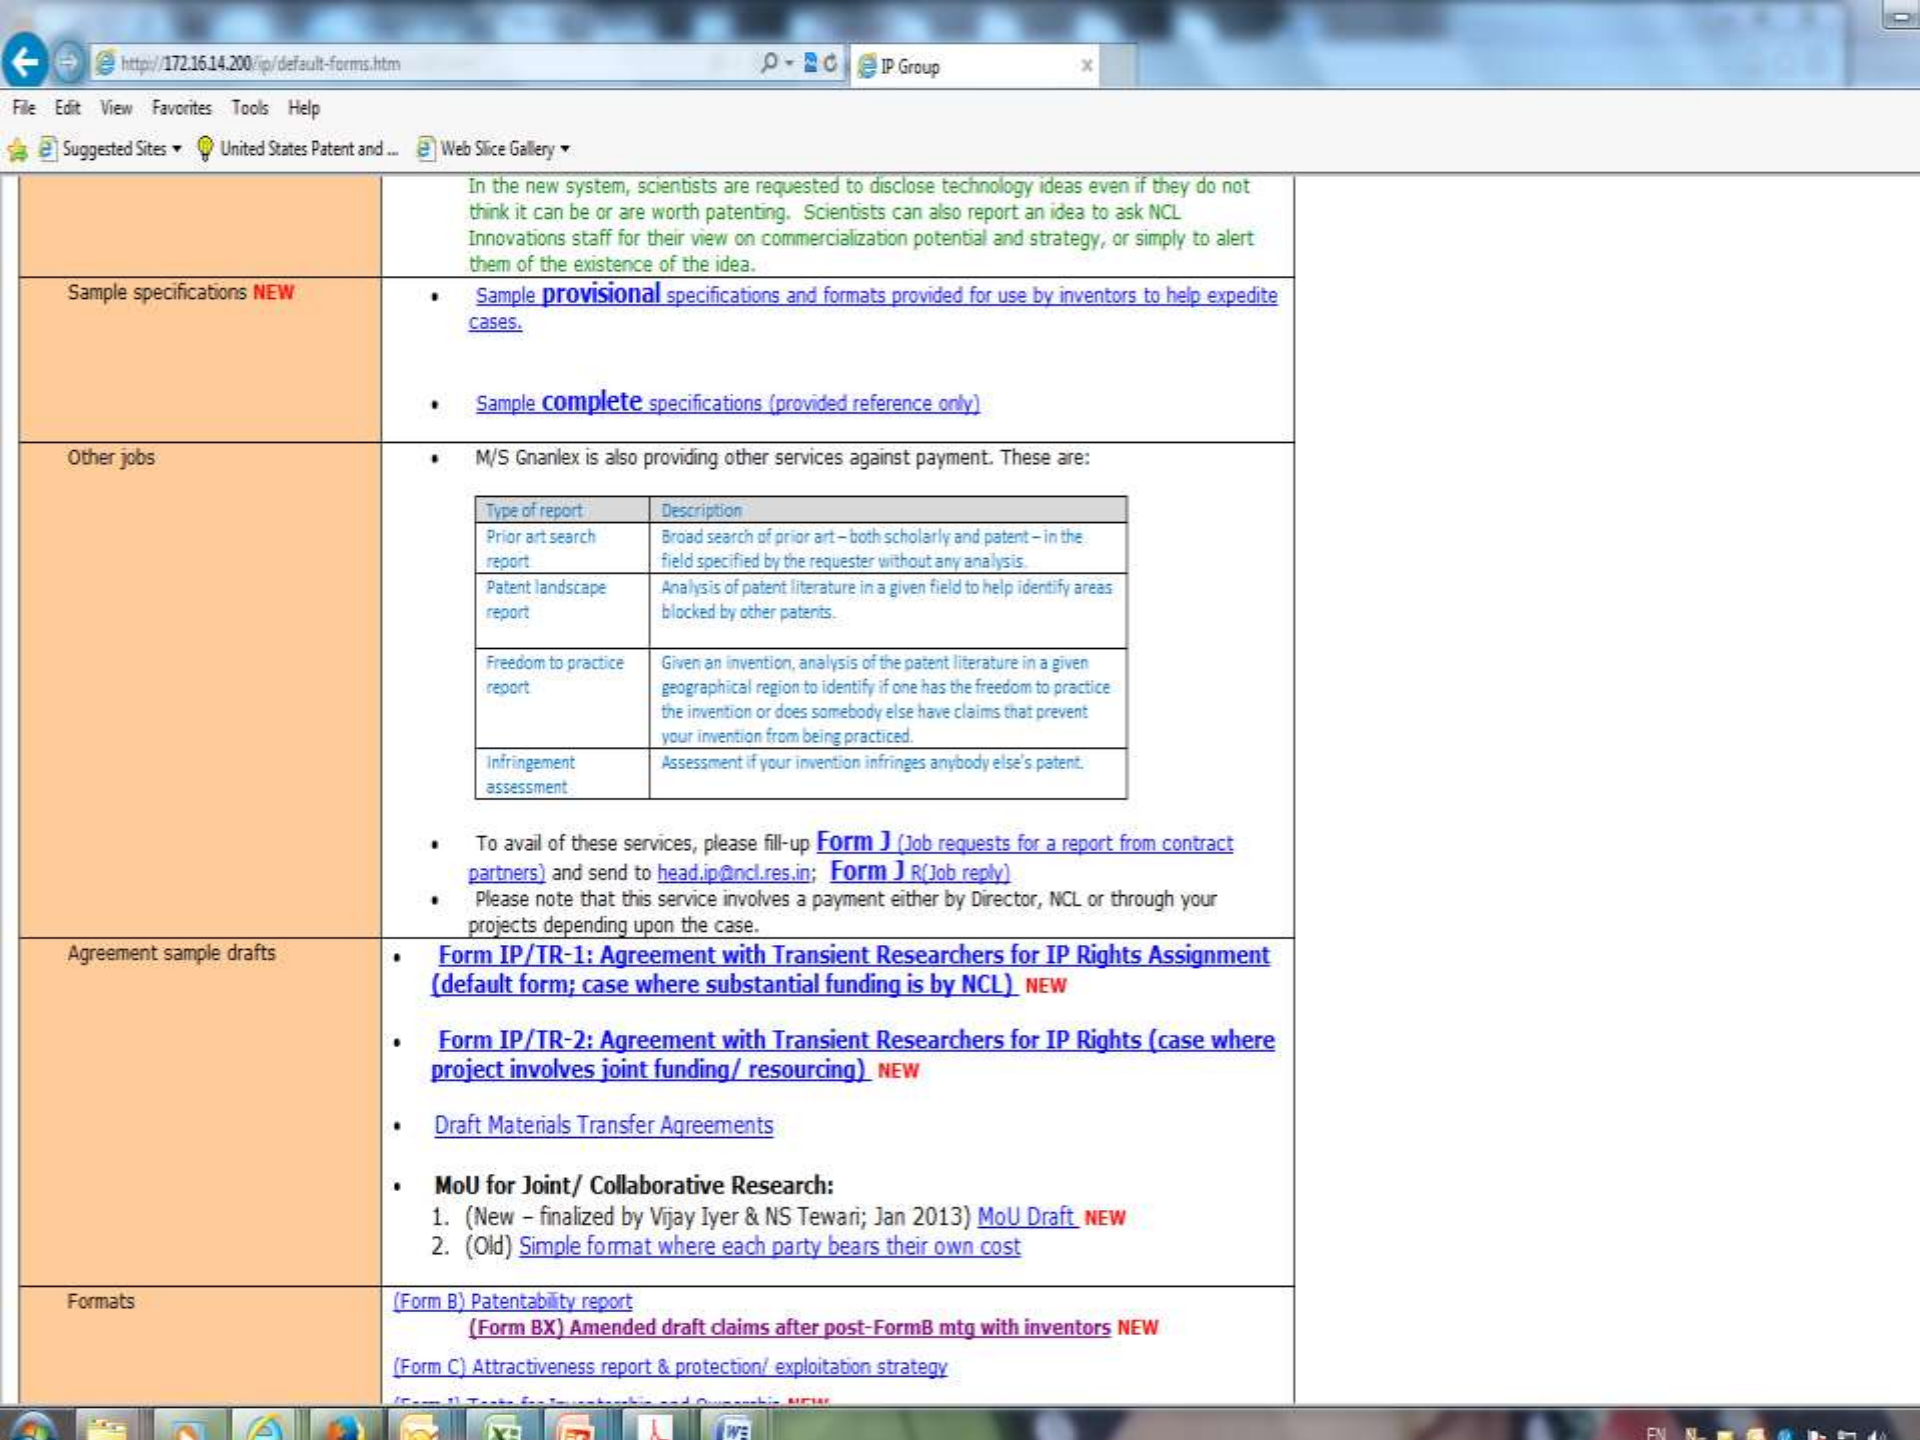 http://172.16.14.200/ip/default-forms.htm
IP Group
File Edit View Favorites Tools Help
Suggested Sites United States Patent and ... Web Slice Gallery
In the new system, scientists are requested to disclose technology ideas even if they do not
think it can be or are worth patenting. Scientists can also report an idea to ask NCL
Innovations staff for their view on commercialization potential and strategy, or simply to alert
them of the existence of the idea.
Sample specifications NEW
• Sample provisional specifications and formats provided for use by inventors to help expedite
cases.
• Sample complete specifications (provided reference only)
Other jobs
• M/S Gnanlex is also providing other services against payment. These are:
Type of report Description
Prior art search Broad search of prior art – both scholarly and patent – in the
report field specified by the requester without any analysis.
Patent landscape Analysis of patent literature in a given field to help identify areas
report blocked by other patents.
Freedom to practice Given an invention, analysis of the patent literature in a given
report geographical region to identify if one has the freedom to practice
the invention or does somebody else have claims that prevent
your invention from being practiced.
Infringement Assessment if your invention infringes anybody else's patent.
assessment
• To avail of these services, please fill-up Form J (Job requests for a report from contract
partners) and send to head.ip@ncl.res.in; Form J R(Job reply)
• Please note that this service involves a payment either by Director, NCL or through your
projects depending upon the case.
Agreement sample drafts
• Form IP/TR-1: Agreement with Transient Researchers for IP Rights Assignment
(default form; case where substantial funding is by NCL) NEW
• Form IP/TR-2: Agreement with Transient Researchers for IP Rights (case where
project involves joint funding/ resourcing) NEW
• Draft Materials Transfer Agreements
• MoU for Joint/ Collaborative Research:
1. (New – finalized by Vijay Iyer & NS Tewari; Jan 2013) MoU Draft NEW
2. (Old) Simple format where each party bears their own cost
Formats
(Form B) Patentability report
(Form BX) Amended draft claims after post-FormB mtg with inventors NEW
(Form C) Attractiveness report & protection/ exploitation strategy
(Form I) Tests for Inventorship and Ownership NEW
EN